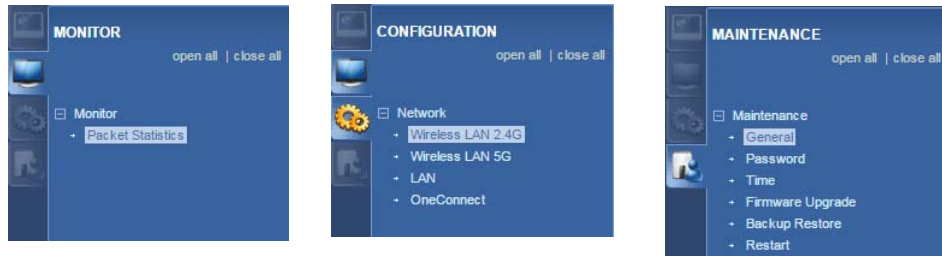 MONITOR
open all | close all
Monitor
Packet Statistics
CONFIGURATION
open all | close all
Network
Wireless LAN 2.4G
Wireless LAN 5G
LAN
OneConnect
MAINTENANCE
open all | close all
Maintenance
General
Password
Time
Firmware Upgrade
Backup Restore
Restart